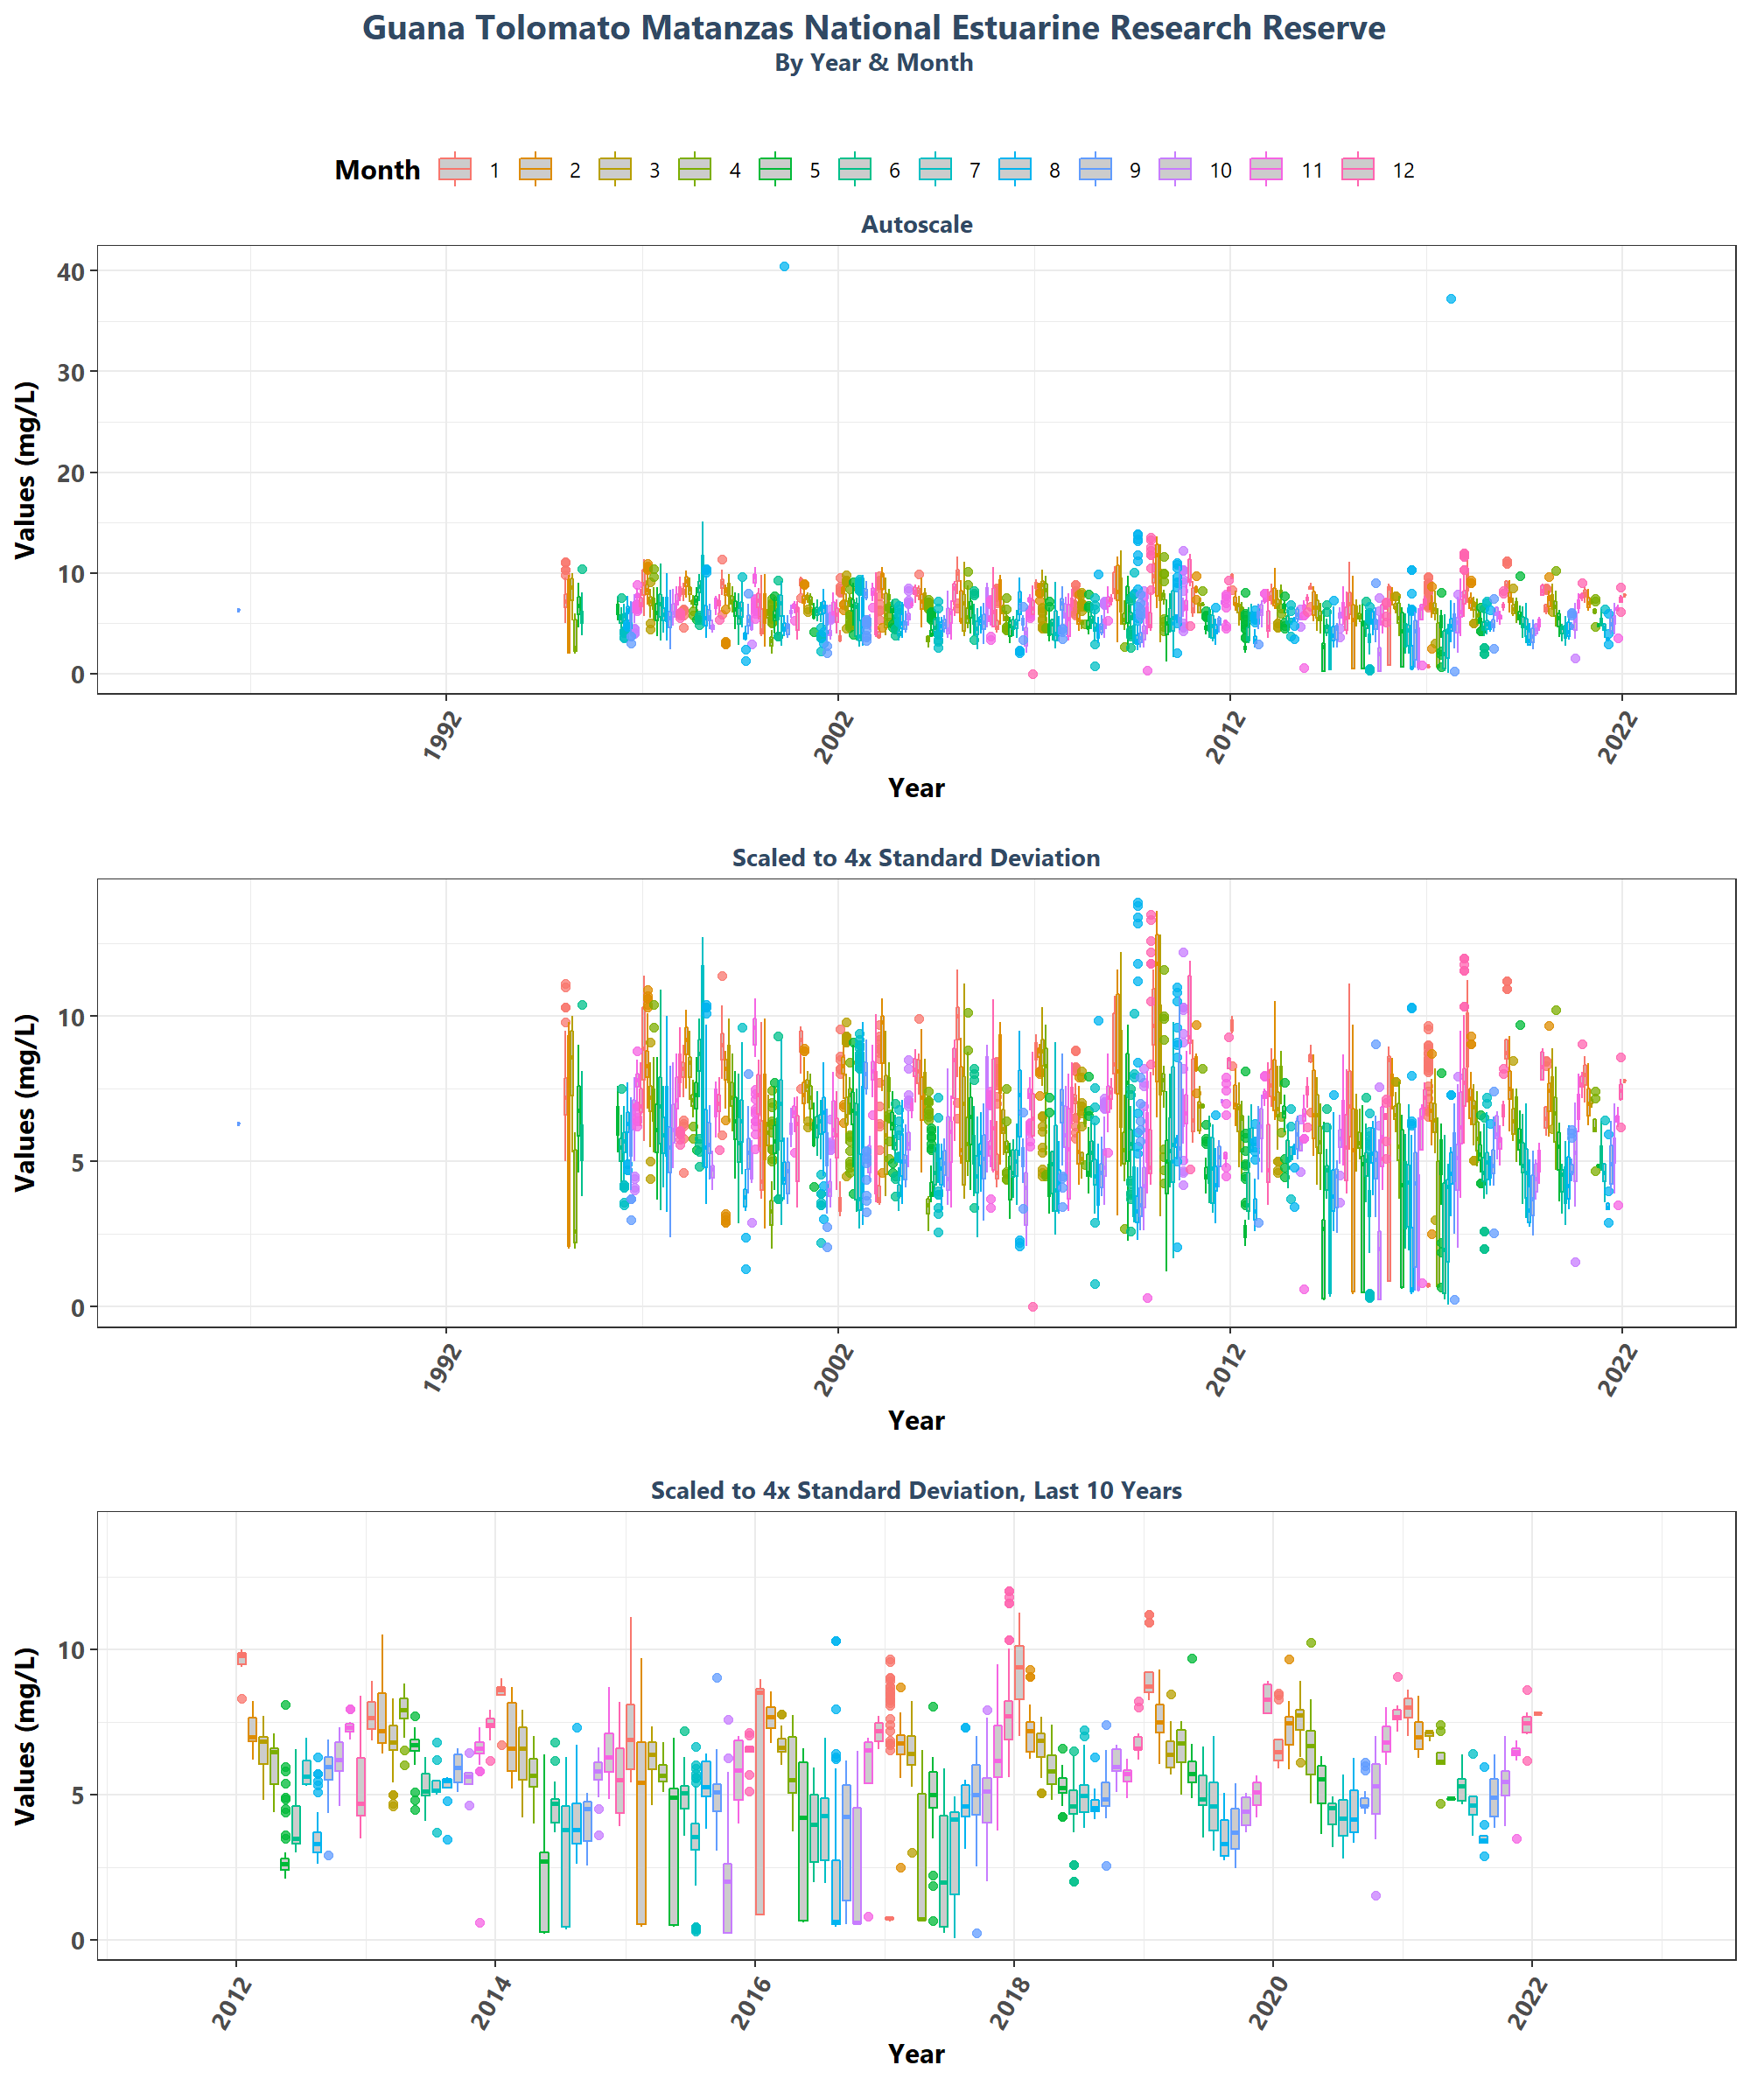 Guana Tolomato Matanzas National Estuarine Research Reserve
By Year & Month
Month 1 2 3 4 5 6 7 8 9 10 11 12
Autoscale
Values (mg/L)
40
30
20
10
0
1992 2002 2012 2022
Year
Scaled to 4x Standard Deviation
Values (mg/L)
10
5
0
1992 2002 2012 2022
Year
Scaled to 4x Standard Deviation, Last 10 Years
Values (mg/L)
10
5
0
2012 2014 2016 2018 2020 2022
Year